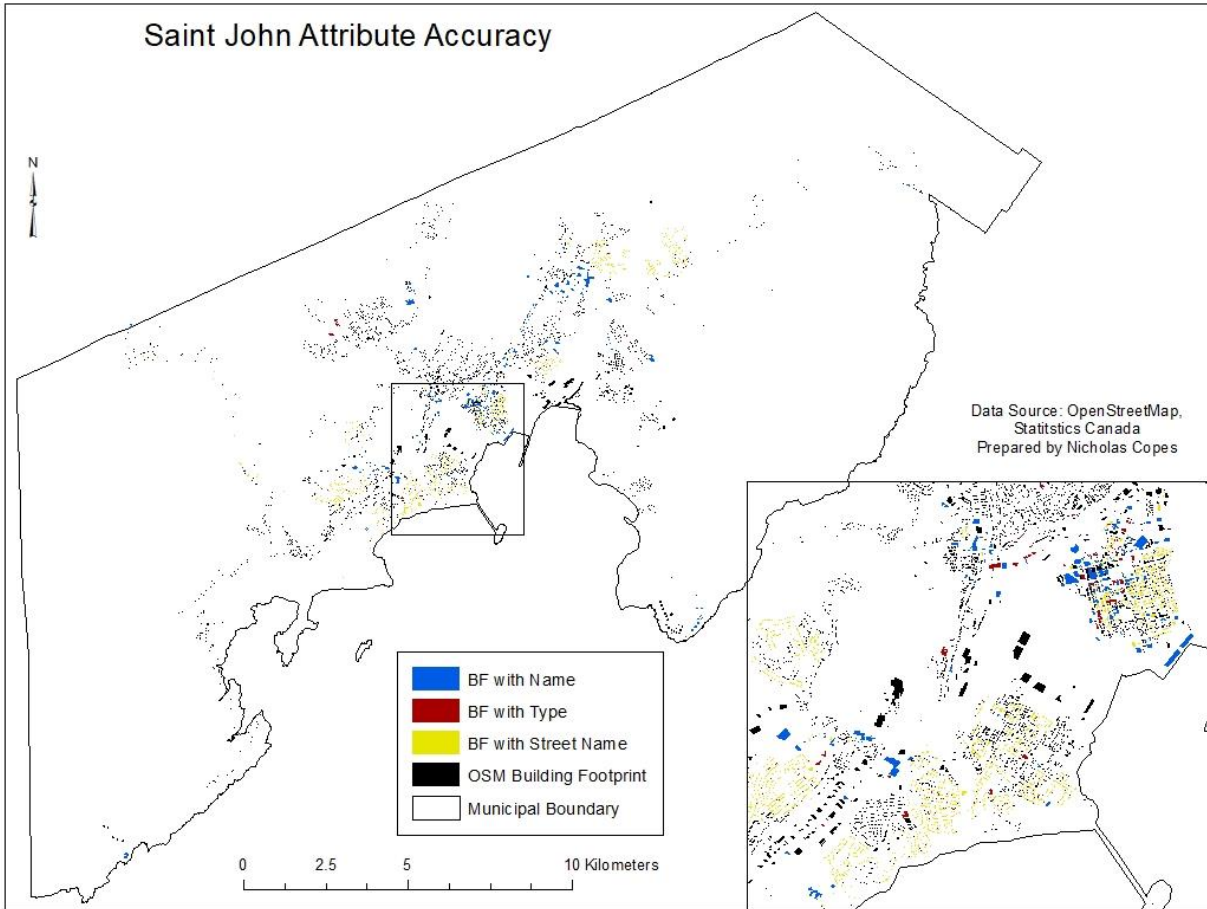 Saint John Attribute Accuracy
N
Data Source: OpenStreetMap,
Statitstics Canada
Prepared by Nicholas Copes
BF with Name
BF with Type
BF with Street Name
OSM Building Footprint
Municipal Boundary
0 2.5 5 10 Kilometers